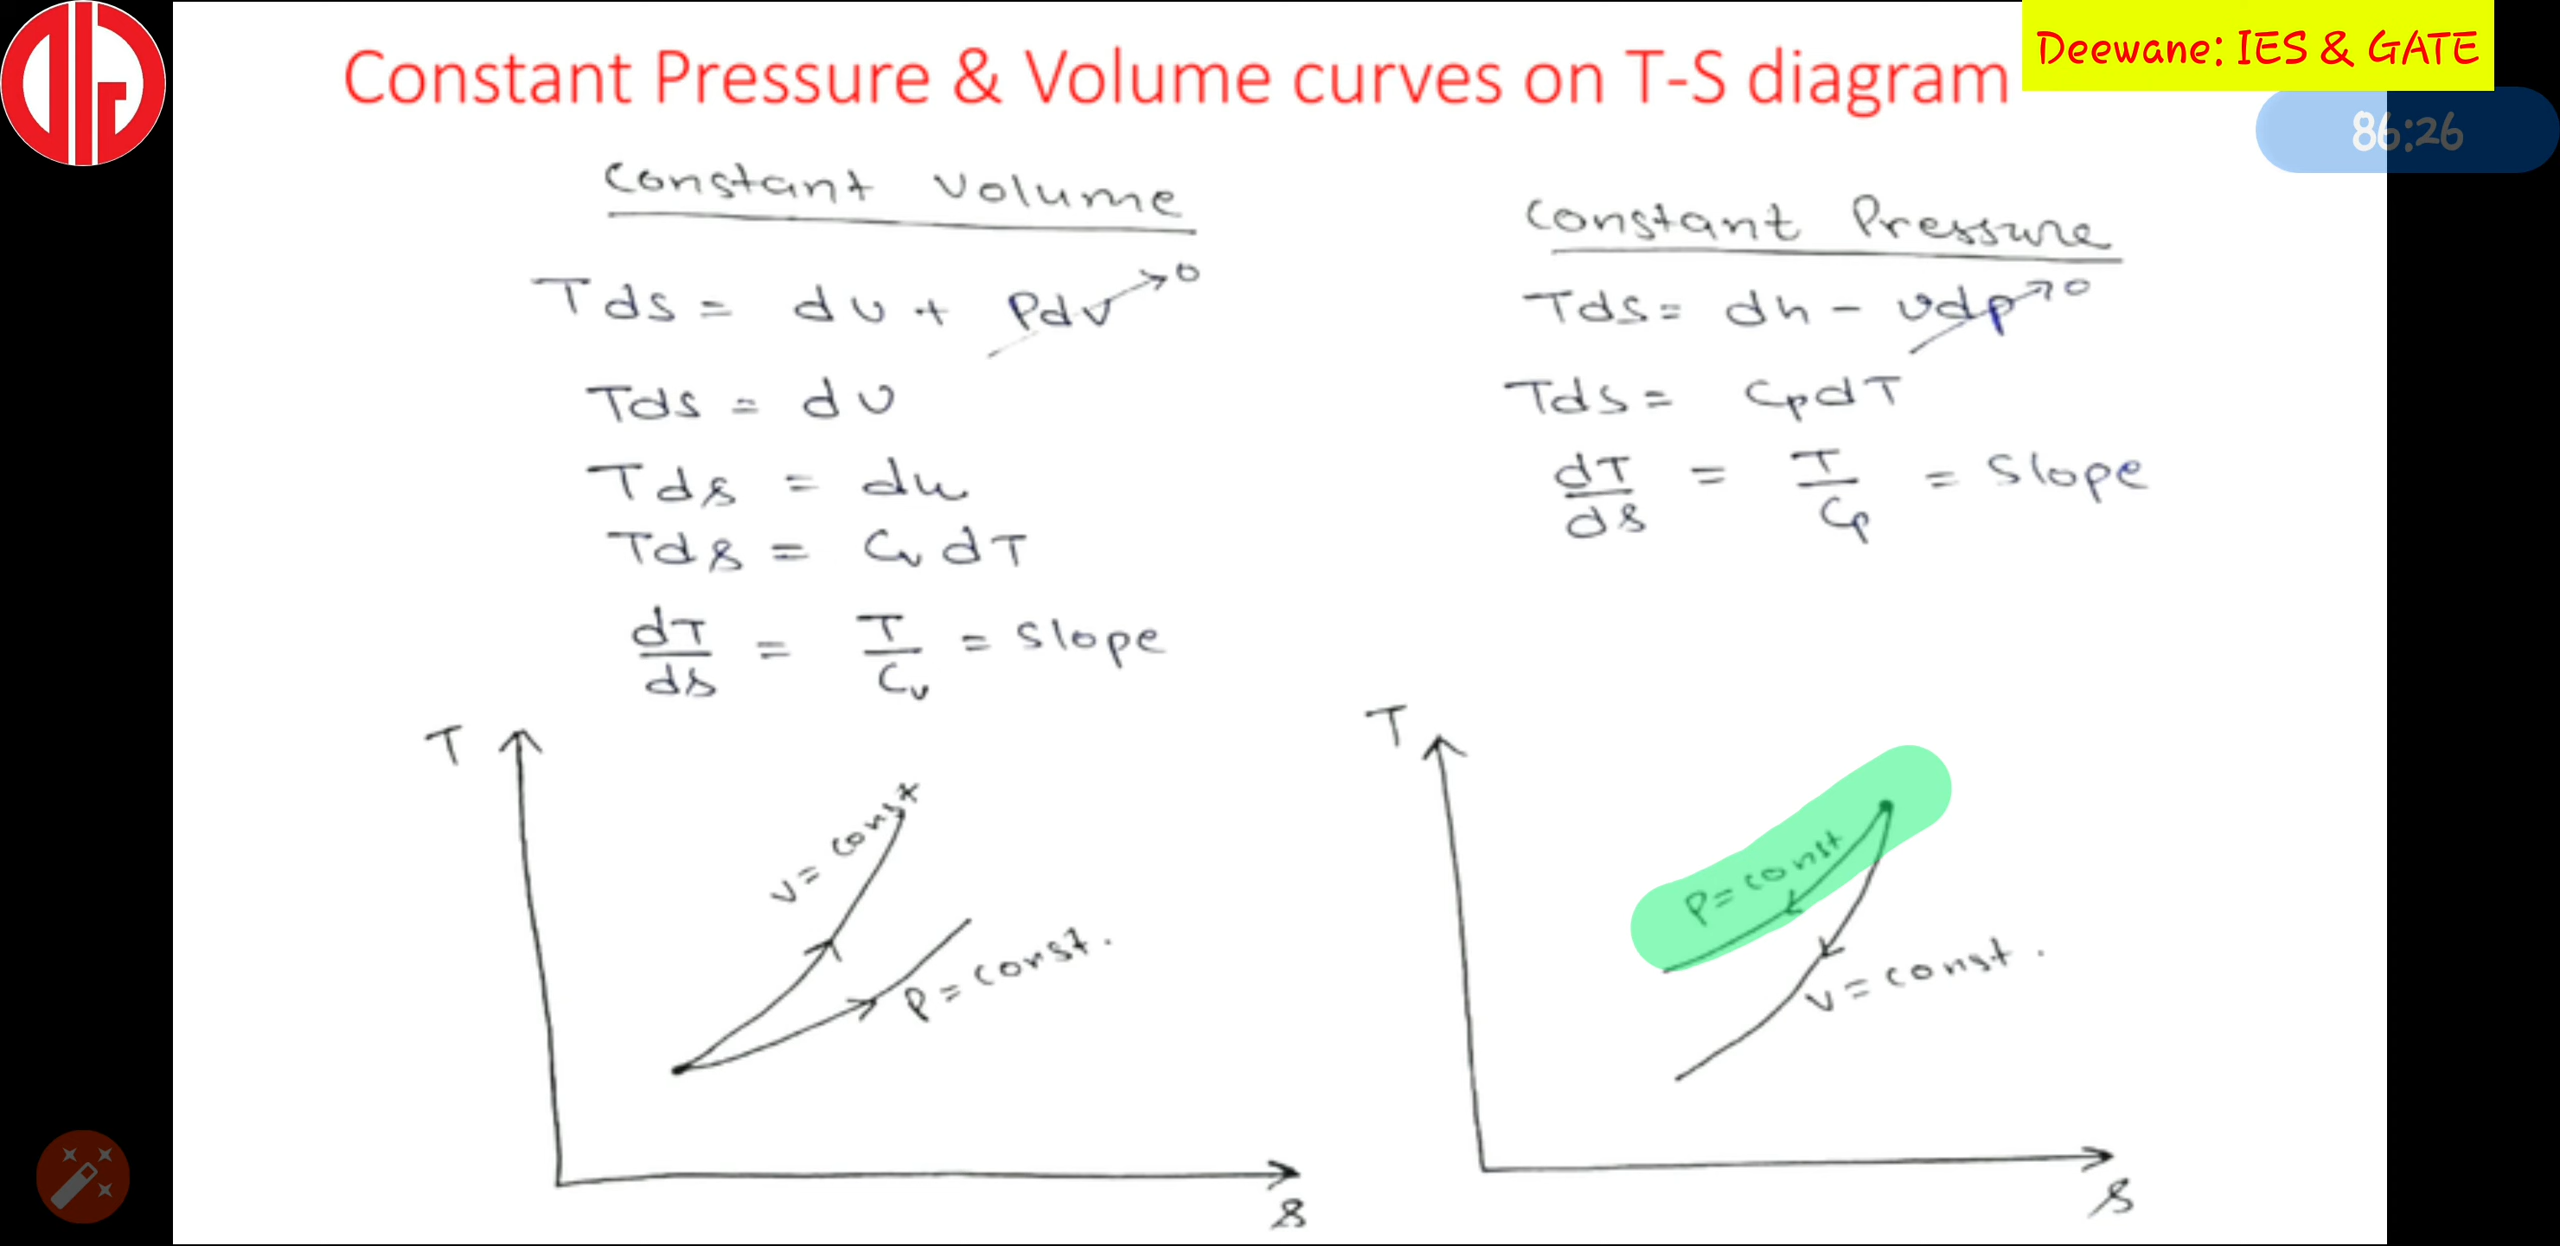 Constant Pressure & Volume curves on T-S diagram
Deewane: IES & GATE
86:26
Constant Volume
Tds = dU + Pdv → 0
Tds = dU
Tds = du
Tds = Cv dT
dT/ds = T/Cv = Slope
Constant Pressure
Tds = dh - vdp → 0
Tds = CpdT
dT/ds = T/Cp = Slope
T
v = const
P = const.
s
T
P = const
v = const.
s